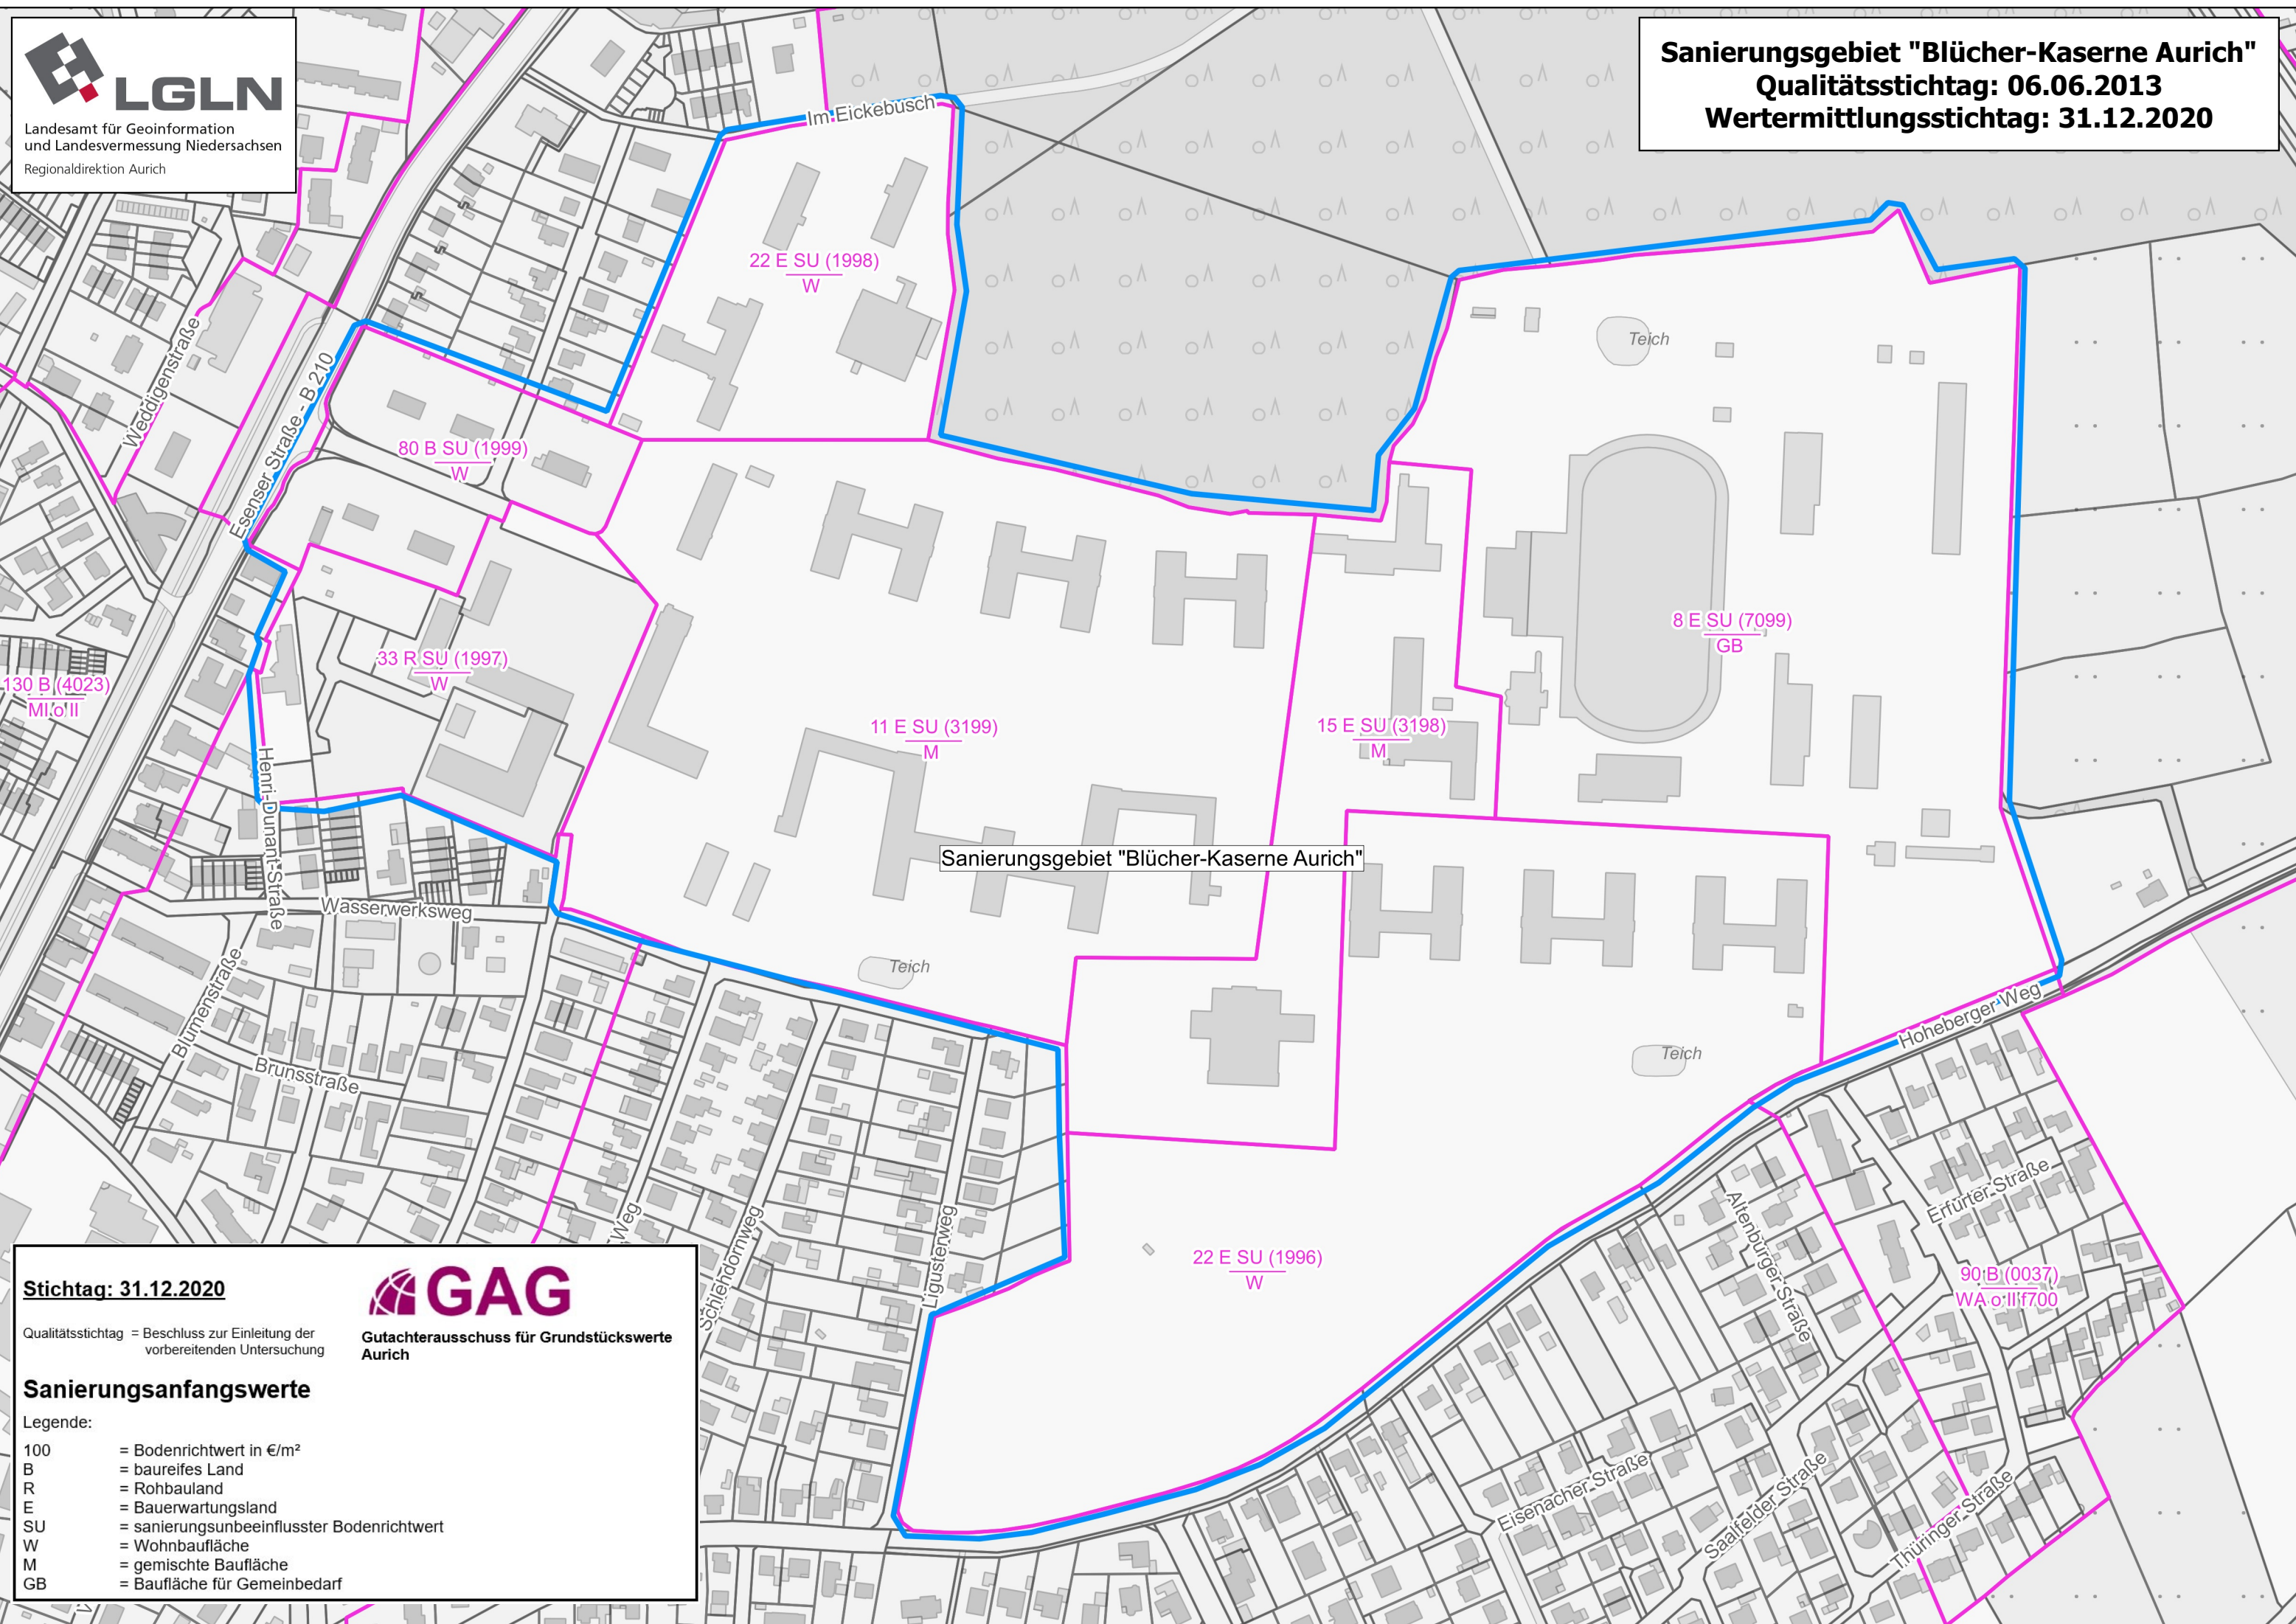 LGLN
Landesamt für Geoinformation
und Landesvermessung Niedersachsen
Regionaldirektion Aurich
Sanierungsgebiet "Blücher-Kaserne Aurich"
Qualitätsstichtag: 06.06.2013
Wertermittlungsstichtag: 31.12.2020
Im Eickebusch
22 E SU (1998)
W
Weddigenstraße
Esenser Straße - B 210
Teich
80 B SU (1999)
W
8 E SU (7099)
GB
33 R SU (1997)
W
130 B (4023)
MI o II
11 E SU (3199)
M
15 E SU (3198)
M
Henri-Dunant-Straße
Sanierungsgebiet "Blücher-Kaserne Aurich"
Wasserwerksweg
Teich
Blumenstraße
Brunsstraße
Hoheberger Weg
Teich
Weg
Schlehdornweg
Ligusterweg
22 E SU (1996)
W
Altenburger Straße
Erfurter Straße
90 B (0037)
WA o II f700
Eisenacher Straße
Saalfelder Straße
Thüringer Straße
Stichtag: 31.12.2020
GAG
Gutachterausschuss für Grundstückswerte
Aurich
Qualitätsstichtag = Beschluss zur Einleitung der
vorbereitenden Untersuchung
Sanierungsanfangswerte
Legende:
100 = Bodenrichtwert in €/m²
B = baureifes Land
R = Rohbauland
E = Bauerwartungsland
SU = sanierungsunbeeinflusster Bodenrichtwert
W = Wohnbaufläche
M = gemischte Baufläche
GB = Baufläche für Gemeinbedarf